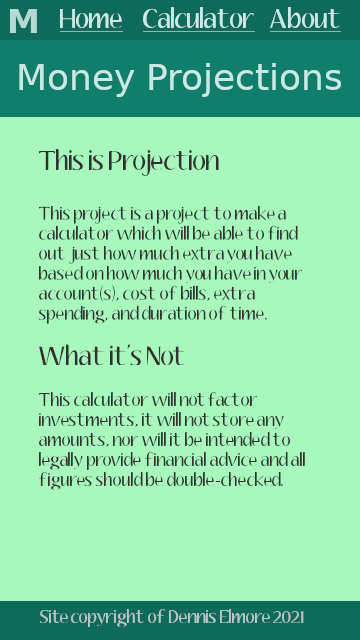 M Home Calculator About
Money Projections
This is Projection
This project is a project to make a
calculator which will be able to find
out just how much extra you have
based on how much you have in your
account(s), cost of bills, extra
spending, and duration of time.
What it's Not
This calculator will not factor
investments, it will not store any
amounts, nor will it be intended to
legally provide financial advice and all
figures should be double-checked.
Site copyright of Dennis Elmore 2021